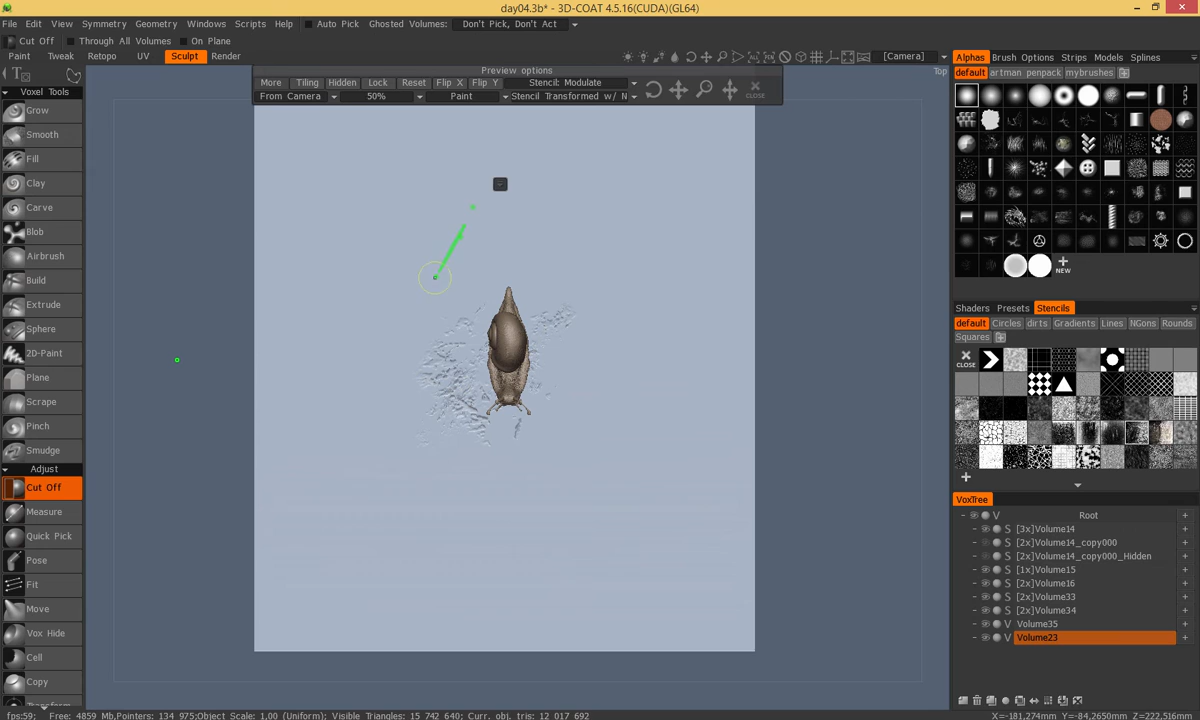 day04.3b* - 3D-COAT 4.5.16(CUDA)(GL64)
File Edit View Symmetry Geometry Windows Scripts Help Auto Pick Ghosted Volumes: Don't Pick, Don't Act
Cut Off Through All Volumes On Plane
Paint Tweak Retopo UV Sculpt Render [Camera]
Preview options
More Tiling Hidden Lock Reset Flip X Flip Y Stencil: Modulate
From Camera 50% Paint Stencil Transformed w/ N CLOSE
Top
Voxel Tools
Grow
Smooth
Fill
Clay
Carve
Blob
Airbrush
Build
Extrude
Sphere
2D-Paint
Plane
Scrape
Pinch
Smudge
Adjust
Cut Off
Measure
Quick Pick
Pose
Fit
Move
Vox Hide
Cell
Copy
Transform
Alphas Brush Options Strips Models Splines
default artman penpack mybrushes
NEW
Shaders Presets Stencils
default Circles dirts Gradients Lines NGons Rounds
Squares
CLOSE
VoxTree
V Root
S [3x]Volume14
S [2x]Volume14_copy000
S [2x]Volume14_copy000_Hidden
S [1x]Volume15
S [2x]Volume16
S [2x]Volume33
S [2x]Volume34
V Volume35
V Volume23
fps:59; Free: 4859 Mb,Pointers: 134 975;Object Scale: 1,00 (Uniform); Visible Triangles: 15 742 640; Curr. obj. tris: 12 017 692
X=-181,274mm Y=-84,2650mm Z=222,516mm